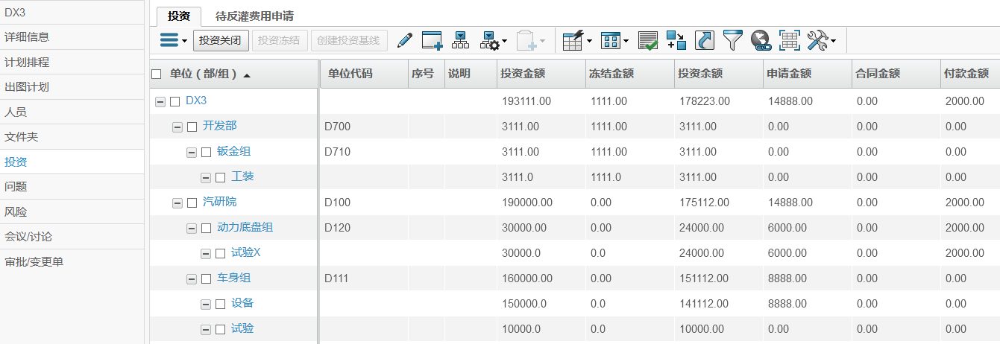 DX3
详细信息
计划排程
出图计划
人员
文件夹
投资
问题
风险
会议/讨论
审批/变更单
投资 待反灌费用申请
投资关闭 投资冻结 创建投资基线
单位（部/组） 单位代码 序号 说明 投资金额 冻结金额 投资余额 申请金额 合同金额 付款金额
DX3 193111.00 1111.00 178223.00 14888.00 0.00 2000.00
开发部 D700 3111.00 1111.00 3111.00 0.00 0.00 0.00
钣金组 D710 3111.00 1111.00 3111.00 0.00 0.00 0.00
工装 3111.0 1111.0 3111.00 0.00 0.00 0.00
汽研院 D100 190000.00 0.00 175112.00 14888.00 0.00 2000.00
动力底盘组 D120 30000.00 0.00 24000.00 6000.00 0.00 2000.00
试验X 30000.0 0.0 24000.00 6000.00 0.00 2000.00
车身组 D111 160000.00 0.00 151112.00 8888.00 0.00 0.00
设备 150000.0 0.0 141112.00 8888.00 0.00 0.00
试验 10000.0 0.0 10000.00 0.00 0.00 0.00